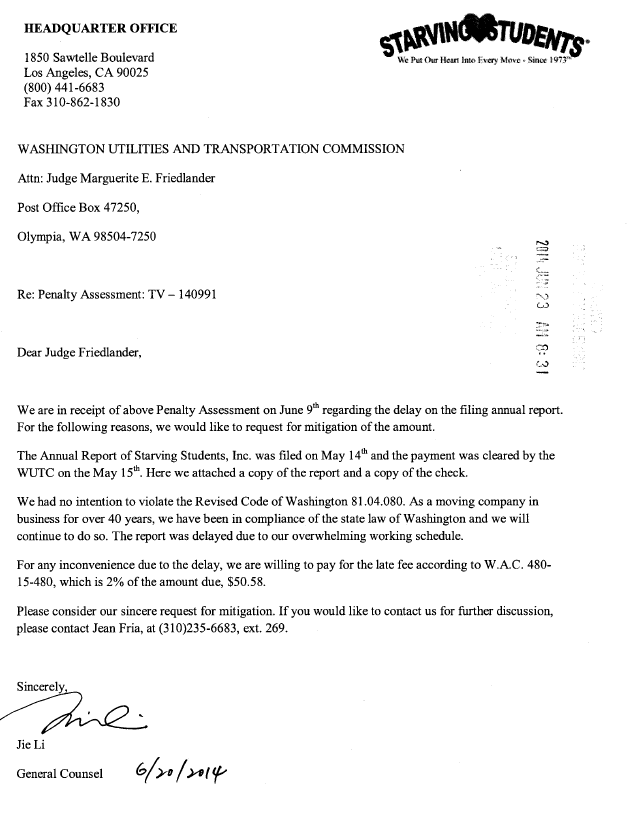 HEADQUARTER OFFICE
1850 Sawtelle Boulevard
Los Angeles, CA 90025
(800) 441-6683
Fax 310-862-1830
STARVING STUDENTS
We Put Our Heart Into Every Move - Since 1973
WASHINGTON UTILITIES AND TRANSPORTATION COMMISSION
Attn: Judge Marguerite E. Friedlander
Post Office Box 47250,
Olympia, WA 98504-7250
2014 JUN 23 AM 8:31
Re: Penalty Assessment: TV – 140991
Dear Judge Friedlander,
We are in receipt of above Penalty Assessment on June 9th regarding the delay on the filing annual report.
For the following reasons, we would like to request for mitigation of the amount.
The Annual Report of Starving Students, Inc. was filed on May 14th and the payment was cleared by the
WUTC on the May 15th. Here we attached a copy of the report and a copy of the check.
We had no intention to violate the Revised Code of Washington 81.04.080. As a moving company in
business for over 40 years, we have been in compliance of the state law of Washington and we will
continue to do so. The report was delayed due to our overwhelming working schedule.
For any inconvenience due to the delay, we are willing to pay for the late fee according to W.A.C. 480-
15-480, which is 2% of the amount due, $50.58.
Please consider our sincere request for mitigation. If you would like to contact us for further discussion,
please contact Jean Fria, at (310)235-6683, ext. 269.
Sincerely,
Jie Li
General Counsel 6/20/2014